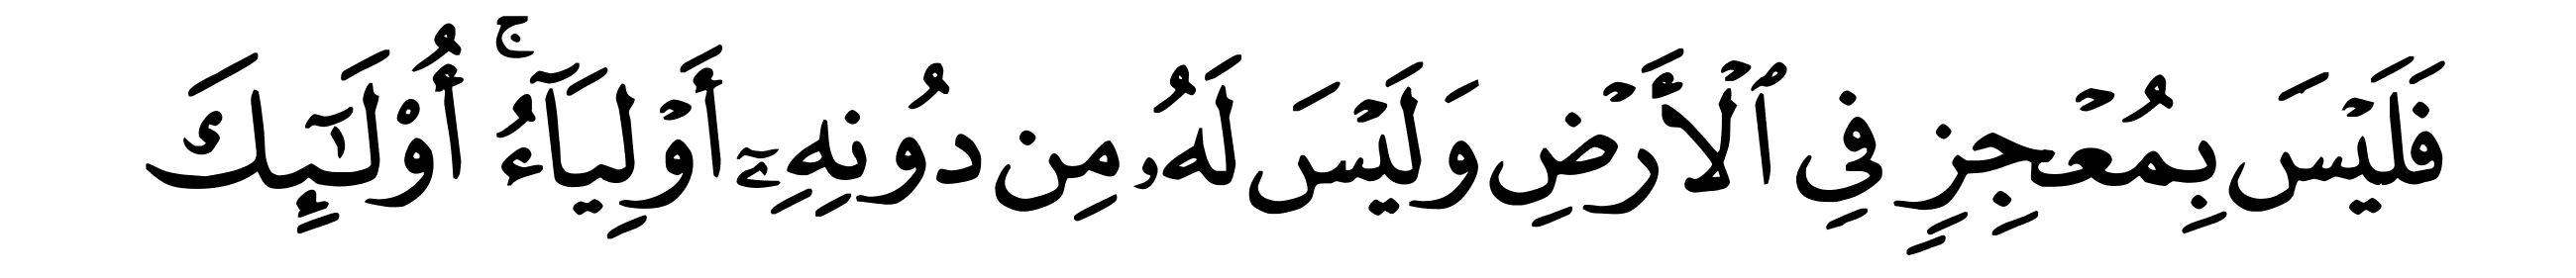 فَلَيۡسَ بِمُعۡجِزٍ فِي ٱلۡأَرۡضِ وَلَيۡسَ لَهُۥ مِن دُونِهِۦٓ أَوۡلِيَآءُۚ أُوْلَٰٓئِكَ